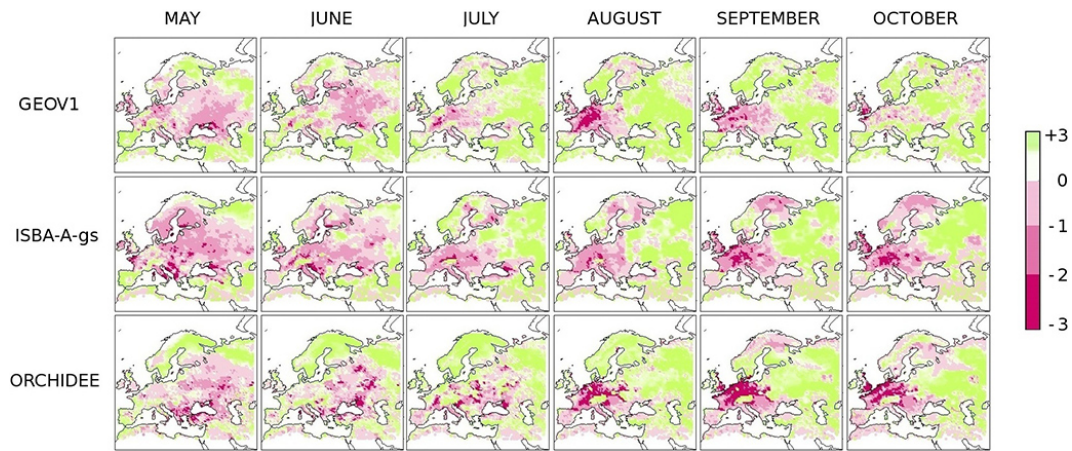 MAY JUNE JULY AUGUST SEPTEMBER OCTOBER
GEOV1
+3
0
ISBA-A-gs
-1
-2
-3
ORCHIDEE